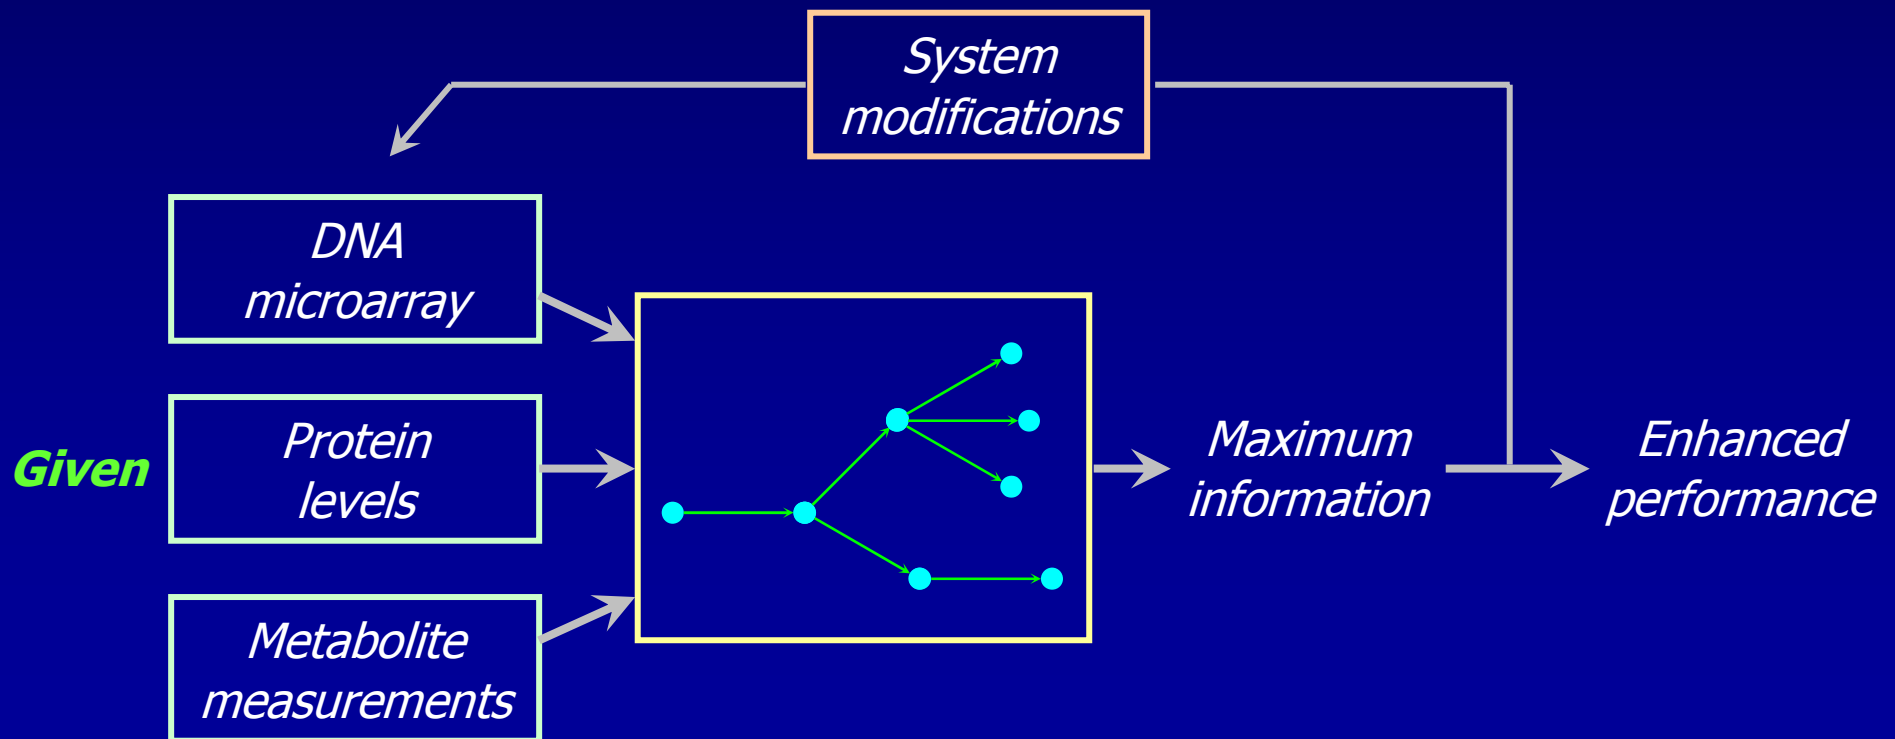 System
modifications
DNA
microarray
Given
Protein
levels
Metabolite
measurements
Maximum
information
Enhanced
performance